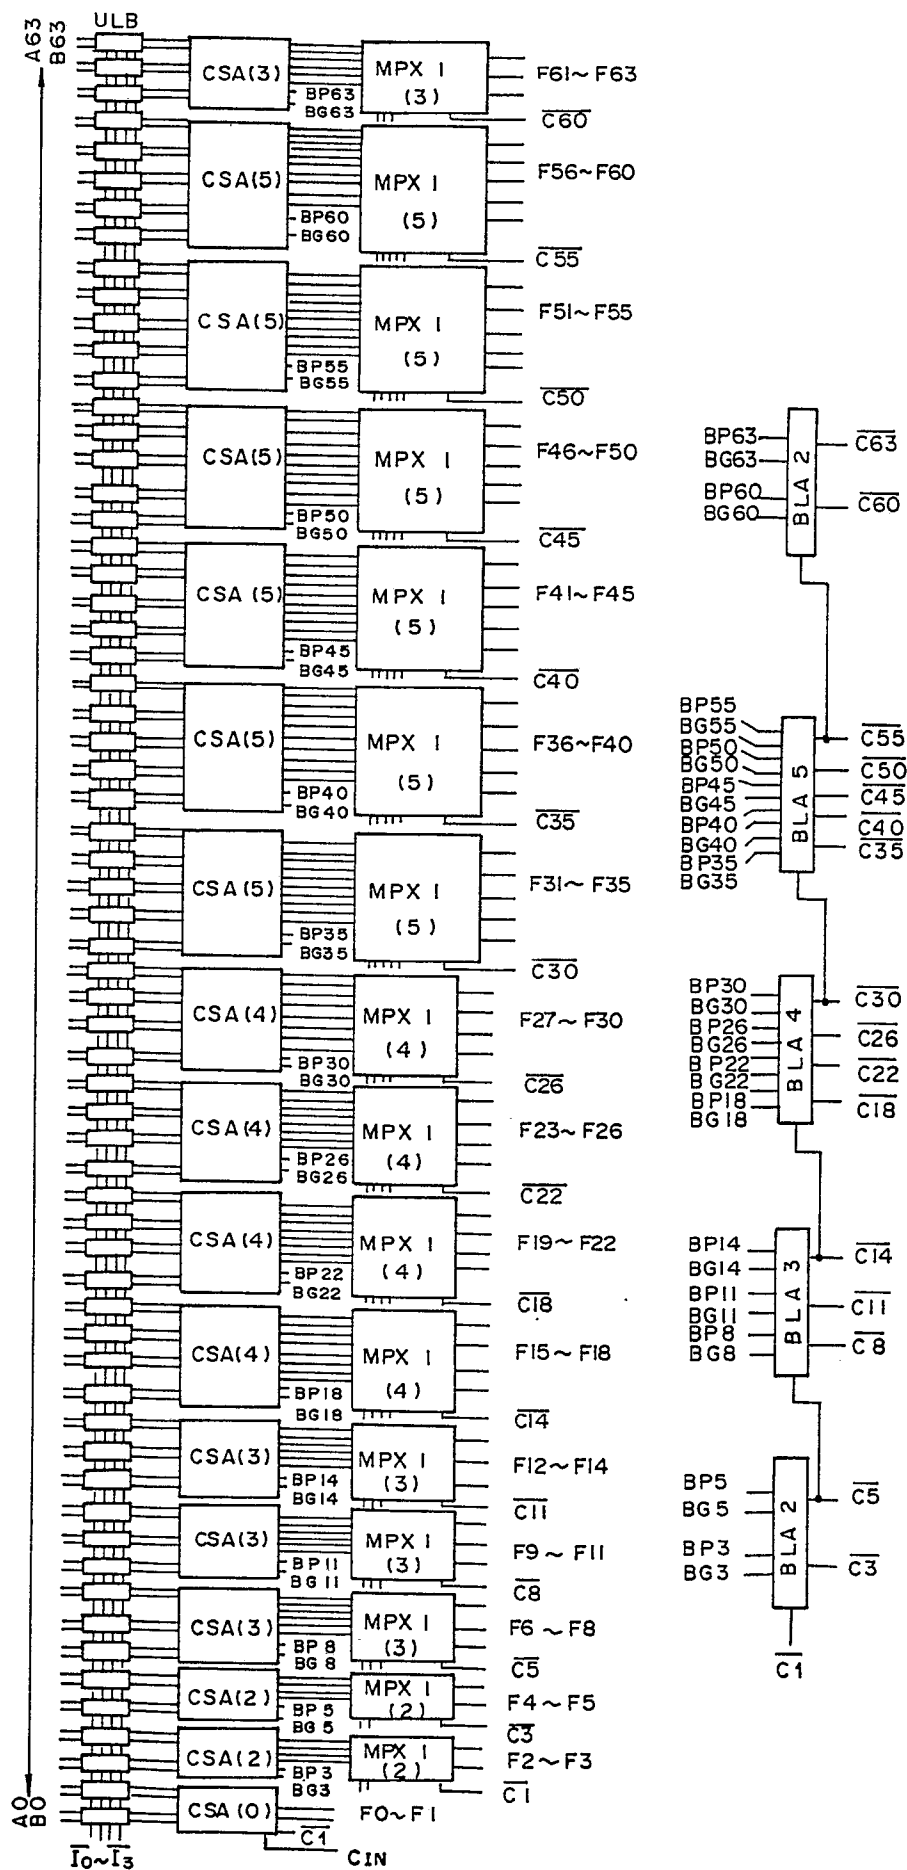 A63
B63
ULB
CSA(3)
BP63
BG63
MPX 1
(3)
F61~F63
C60
CSA(5)
BP60
BG60
MPX 1
(5)
F56~F60
C55
CSA(5)
BP55
BG55
MPX 1
(5)
F51~F55
C50
CSA(5)
BP50
BG50
MPX 1
(5)
F46~F50
C45
CSA(5)
BP45
BG45
MPX 1
(5)
F41~F45
C40
CSA(5)
BP40
BG40
MPX 1
(5)
F36~F40
C35
CSA(5)
BP35
BG35
MPX 1
(5)
F31~F35
C30
CSA(4)
BP30
BG30
MPX 1
(4)
F27~F30
C26
CSA(4)
BP26
BG26
MPX 1
(4)
F23~F26
C22
CSA(4)
BP22
BG22
MPX 1
(4)
F19~F22
C18
CSA(4)
BP18
BG18
MPX 1
(4)
F15~F18
C14
CSA(3)
BP14
BG14
MPX 1
(3)
F12~F14
C11
CSA(3)
BP11
BG11
MPX 1
(3)
F9~F11
C8
CSA(3)
BP8
BG8
MPX 1
(3)
F6~F8
C5
CSA(2)
BP5
BG5
MPX 1
(2)
F4~F5
C3
CSA(2)
BP3
BG3
MPX 1
(2)
F2~F3
C1
CSA(0)
C1
F0~F1
CIN
A0
B0
I0~I3
BP63
BG63
BP60
BG60
BLA 2
C63
C60
BP55
BG55
BP50
BG50
BP45
BG45
BP40
BG40
BP35
BG35
BLA 5
C55
C50
C45
C40
C35
BP30
BG30
BP26
BG26
BP22
BG22
BP18
BG18
BLA 4
C30
C26
C22
C18
BP14
BG14
BP11
BG11
BP8
BG8
BLA 3
C14
C11
C8
BP5
BG5
BP3
BG3
BLA 2
C5
C3
C1